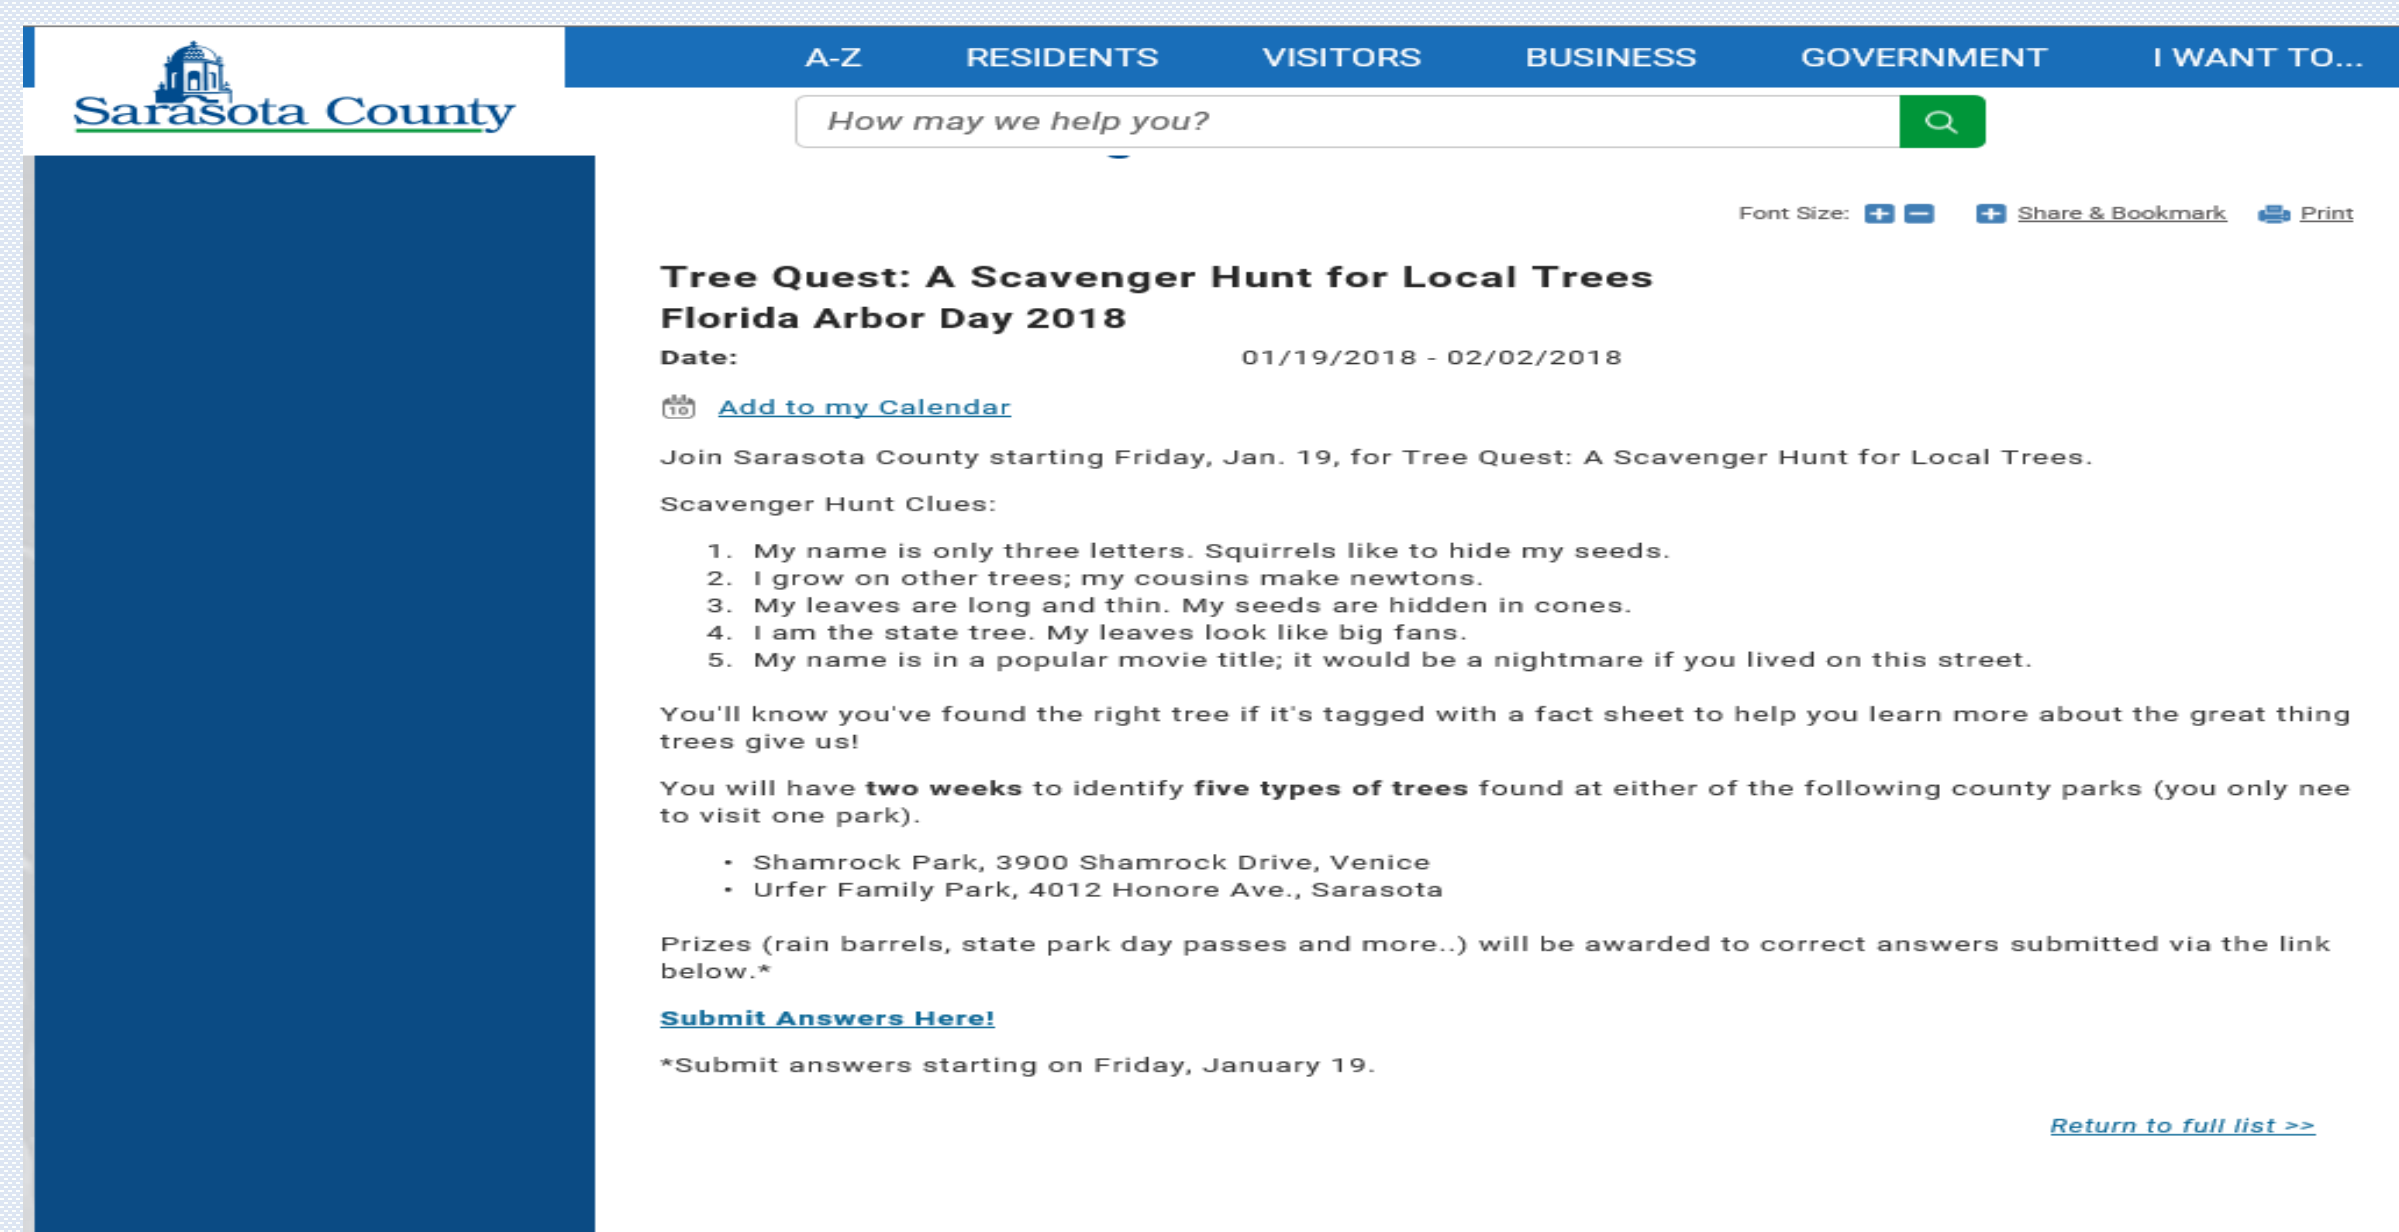 A-Z RESIDENTS VISITORS BUSINESS GOVERNMENT I WANT TO...
Sarasota County
How may we help you?
Font Size: Share & Bookmark Print
Tree Quest: A Scavenger Hunt for Local Trees
Florida Arbor Day 2018
Date: 01/19/2018 - 02/02/2018
10 Add to my Calendar
Join Sarasota County starting Friday, Jan. 19, for Tree Quest: A Scavenger Hunt for Local Trees.
Scavenger Hunt Clues:
1. My name is only three letters. Squirrels like to hide my seeds.
2. I grow on other trees; my cousins make newtons.
3. My leaves are long and thin. My seeds are hidden in cones.
4. I am the state tree. My leaves look like big fans.
5. My name is in a popular movie title; it would be a nightmare if you lived on this street.
You'll know you've found the right tree if it's tagged with a fact sheet to help you learn more about the great thing
trees give us!
You will have two weeks to identify five types of trees found at either of the following county parks (you only nee
to visit one park).
• Shamrock Park, 3900 Shamrock Drive, Venice
• Urfer Family Park, 4012 Honore Ave., Sarasota
Prizes (rain barrels, state park day passes and more..) will be awarded to correct answers submitted via the link
below.*
Submit Answers Here!
*Submit answers starting on Friday, January 19.
Return to full list >>